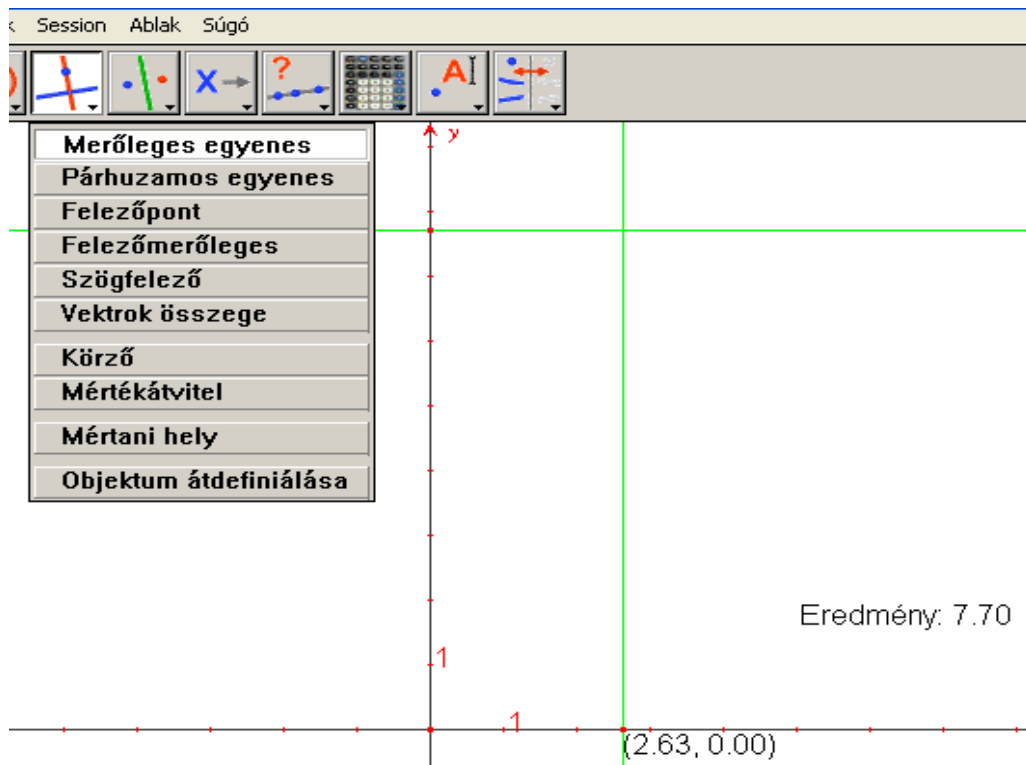 Session Ablak Súgó
X
?
A
Merőleges egyenes
Párhuzamos egyenes
Felezőpont
Felezőmerőleges
Szögfelező
Vektrok összege
Körző
Mértékátvitel
Mértani hely
Objektum átdefiniálása
y
Eredmény: 7.70
1
1
(2.63, 0.00)